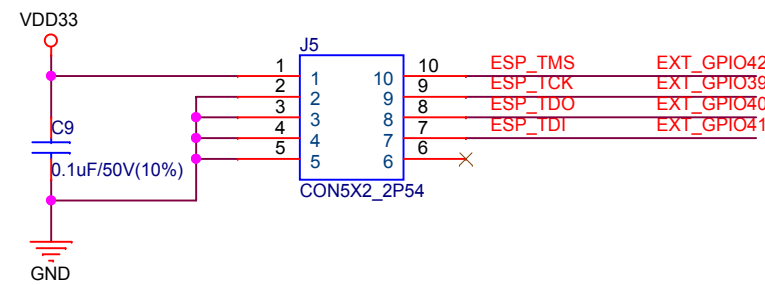 VDD33
J5
1 1 10 10 ESP_TMS EXT_GPIO42
2 2 9 9 ESP_TCK EXT_GPIO39
3 3 8 8 ESP_TDO EXT_GPIO40
4 4 7 7 ESP_TDI EXT_GPIO41
5 5 6 6
C9
0.1uF/50V(10%)
CON5X2_2P54
GND